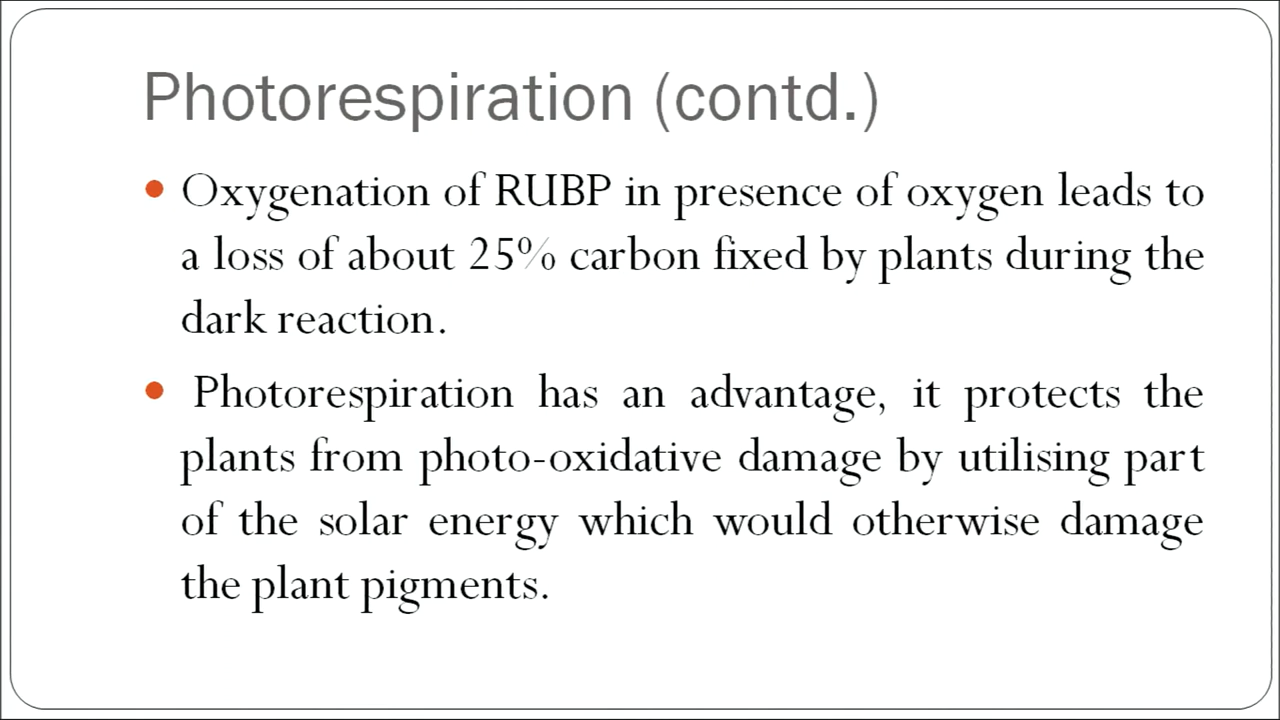 Photorespiration (contd.)
Oxygenation of RUBP in presence of oxygen leads to
a loss of about 25% carbon fixed by plants during the
dark reaction.
Photorespiration has an advantage, it protects the
plants from photo-oxidative damage by utilising part
of the solar energy which would otherwise damage
the plant pigments.